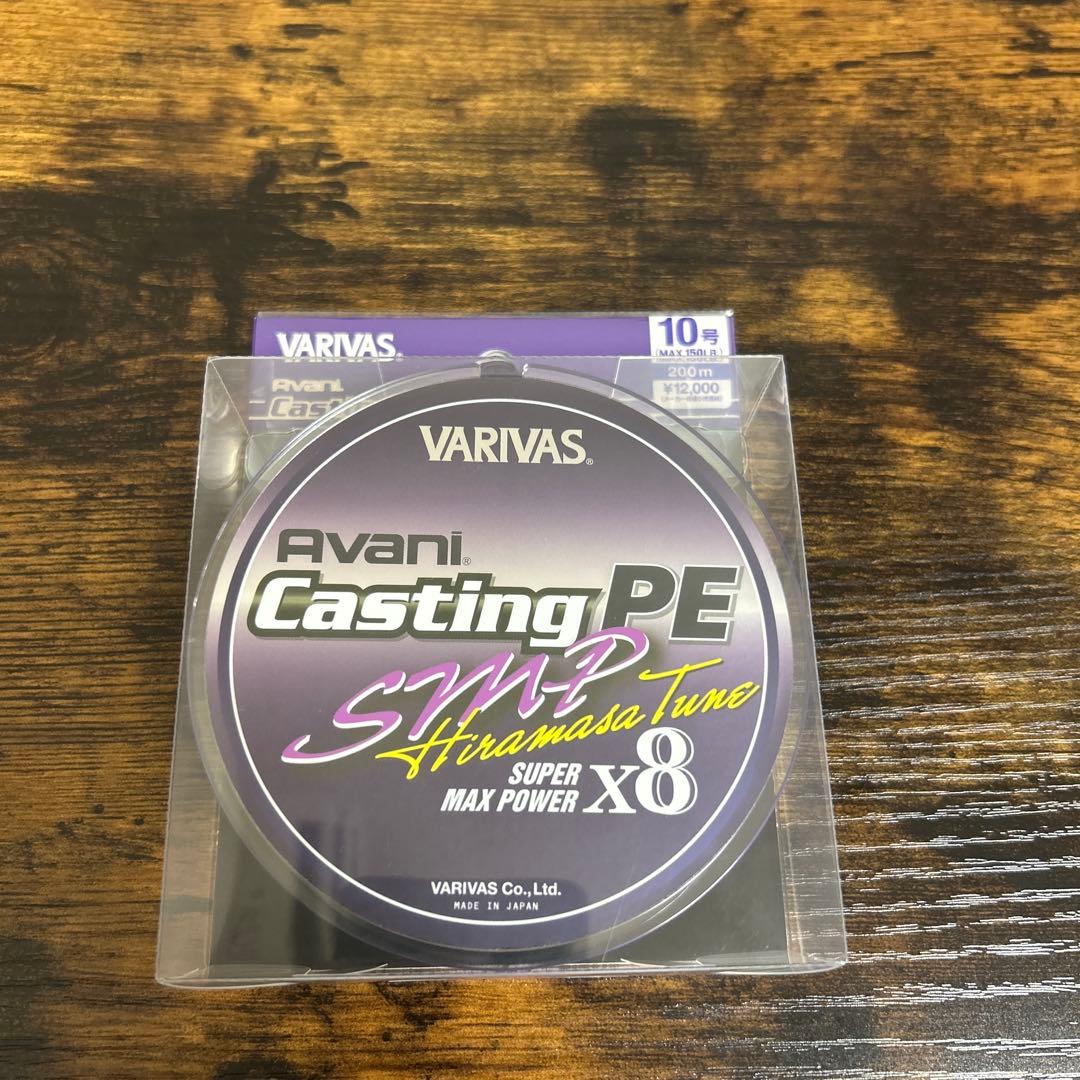 VARIVAS®
10号
(MAX 150LB)
200m
¥12,000
Avani
Cast
VARIVAS®
Avani®
Casting PE
SMP
Hiramasa Tune
SUPER
MAX POWER X8
VARIVAS Co.,Ltd.
MADE IN JAPAN